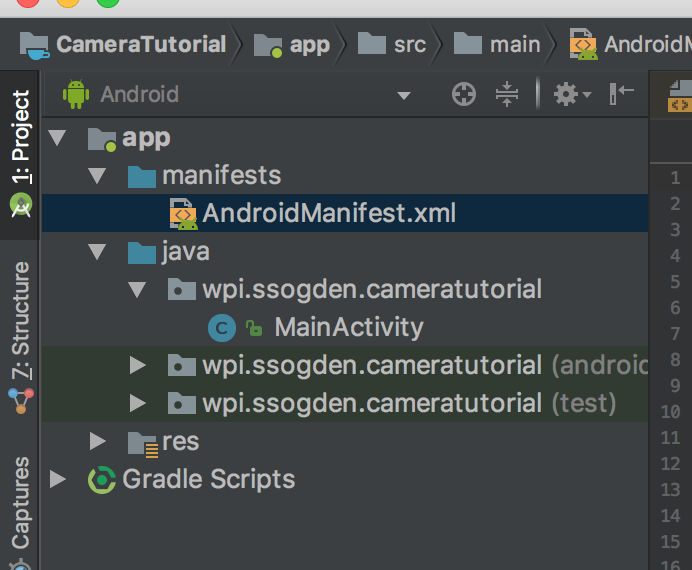 CameraTutorial app src main AndroidM
1: Project
Android
app
manifests
AndroidManifest.xml
java
wpi.ssogden.cameratutorial
MainActivity
wpi.ssogden.cameratutorial (android
wpi.ssogden.cameratutorial (test)
res
Gradle Scripts
7: Structure
Captures
1
2
3
4
5
6
7
8
9
10
11
12
13
14
15
16